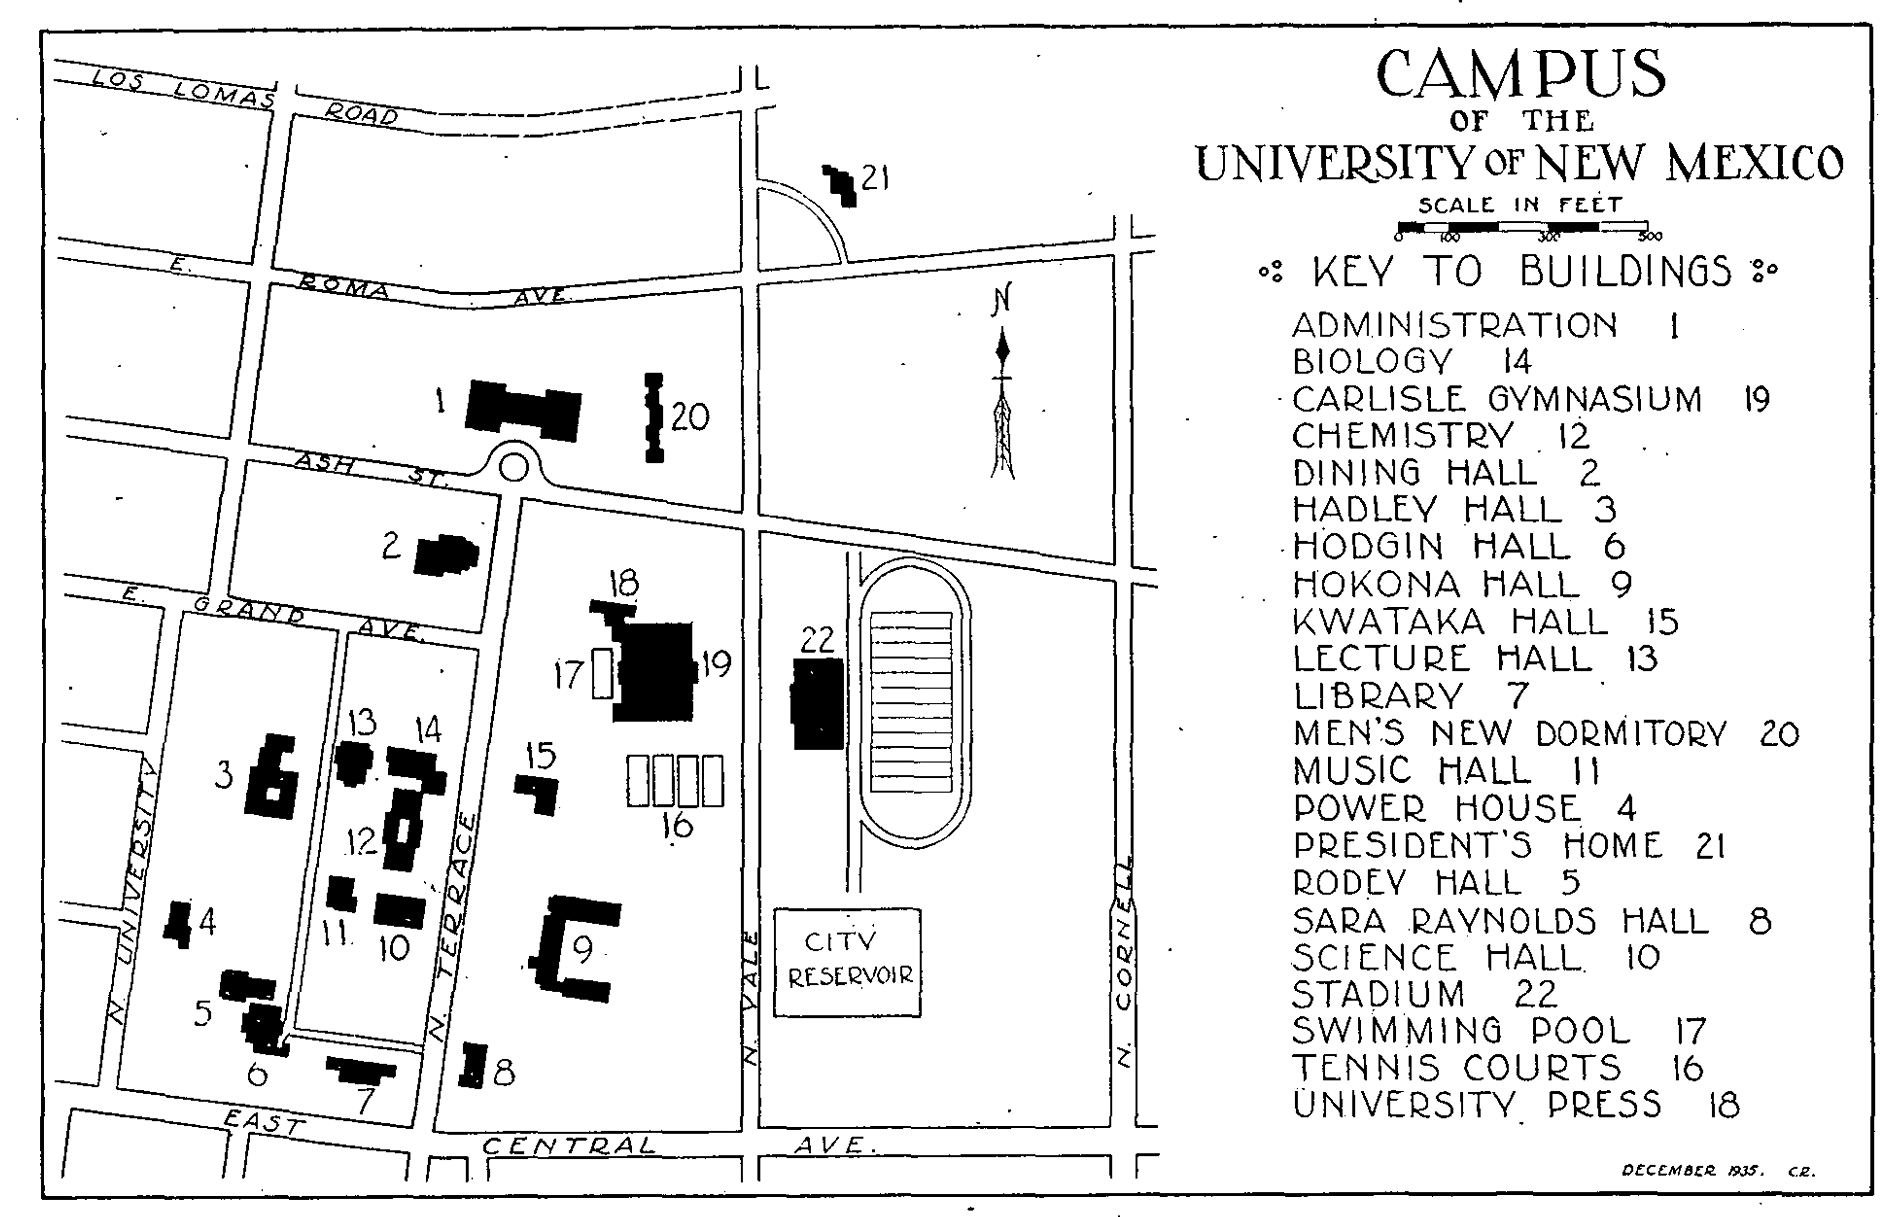 CAMPUS
OF THE
UNIVERSITY OF NEW MEXICO
SCALE IN FEET
0 100 300 500
KEY TO BUILDINGS
ADMINISTRATION 1
BIOLOGY 14
CARLISLE GYMNASIUM 19
CHEMISTRY 12
DINING HALL 2
HADLEY HALL 3
HODGIN HALL 6
HOKONA HALL 9
KWATAKA HALL 15
LECTURE HALL 13
LIBRARY 7
MEN'S NEW DORMITORY 20
MUSIC HALL 11
POWER HOUSE 4
PRESIDENT'S HOME 21
RODEY HALL 5
SARA RAYNOLDS HALL 8
SCIENCE HALL 10
STADIUM 22
SWIMMING POOL 17
TENNIS COURTS 16
UNIVERSITY PRESS 18
DECEMBER 1935. C.R.
LOS LOMAS ROAD
21
E. ROMA AVE.
N
1
20
ASH ST.
2
18
E. GRAND AVE.
22
17
19
13
14
3
15
12
16
4
11
10
9
CITY
RESERVOIR
5
6
7
8
N. UNIVERSITY
N. TERRACE
N. YALE
N. CORNELL
EAST CENTRAL AVE.